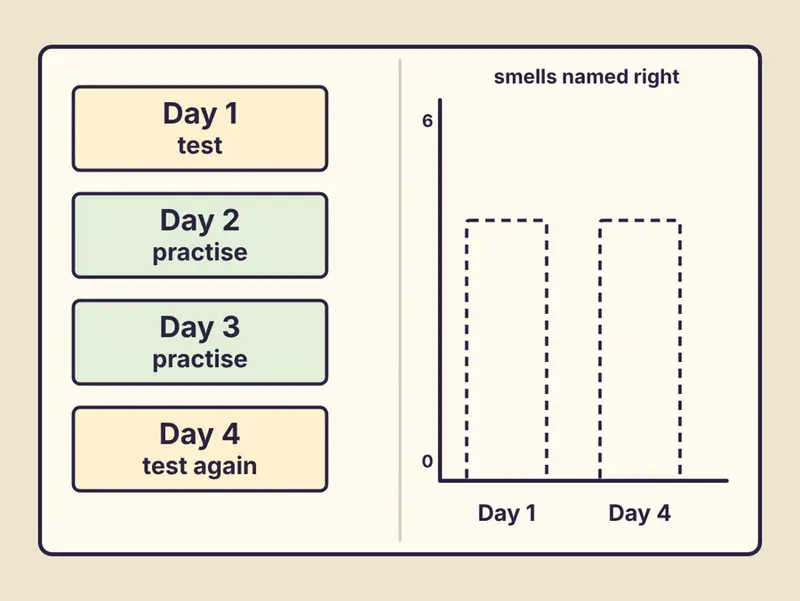 Day 1
test
Day 2
practise
Day 3
practise
Day 4
test again
smells named right
6
0
Day 1 Day 4